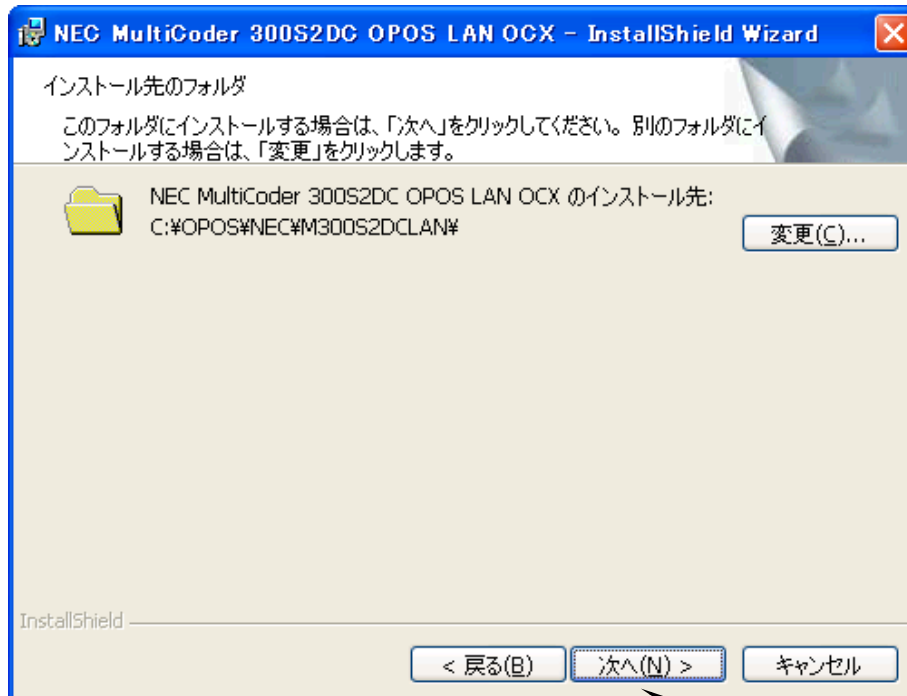 NEC MultiCoder 300S2DC OPOS LAN OCX - InstallShield Wizard
インストール先のフォルダ
このフォルダにインストールする場合は、「次へ」をクリックしてください。別のフォルダにイ
ンストールする場合は、「変更」をクリックします。
NEC MultiCoder 300S2DC OPOS LAN OCX のインストール先:
C:¥OPOS¥NEC¥M300S2DCLAN¥
変更(C)...
InstallShield
< 戻る(B)
次へ(N) >
キャンセル